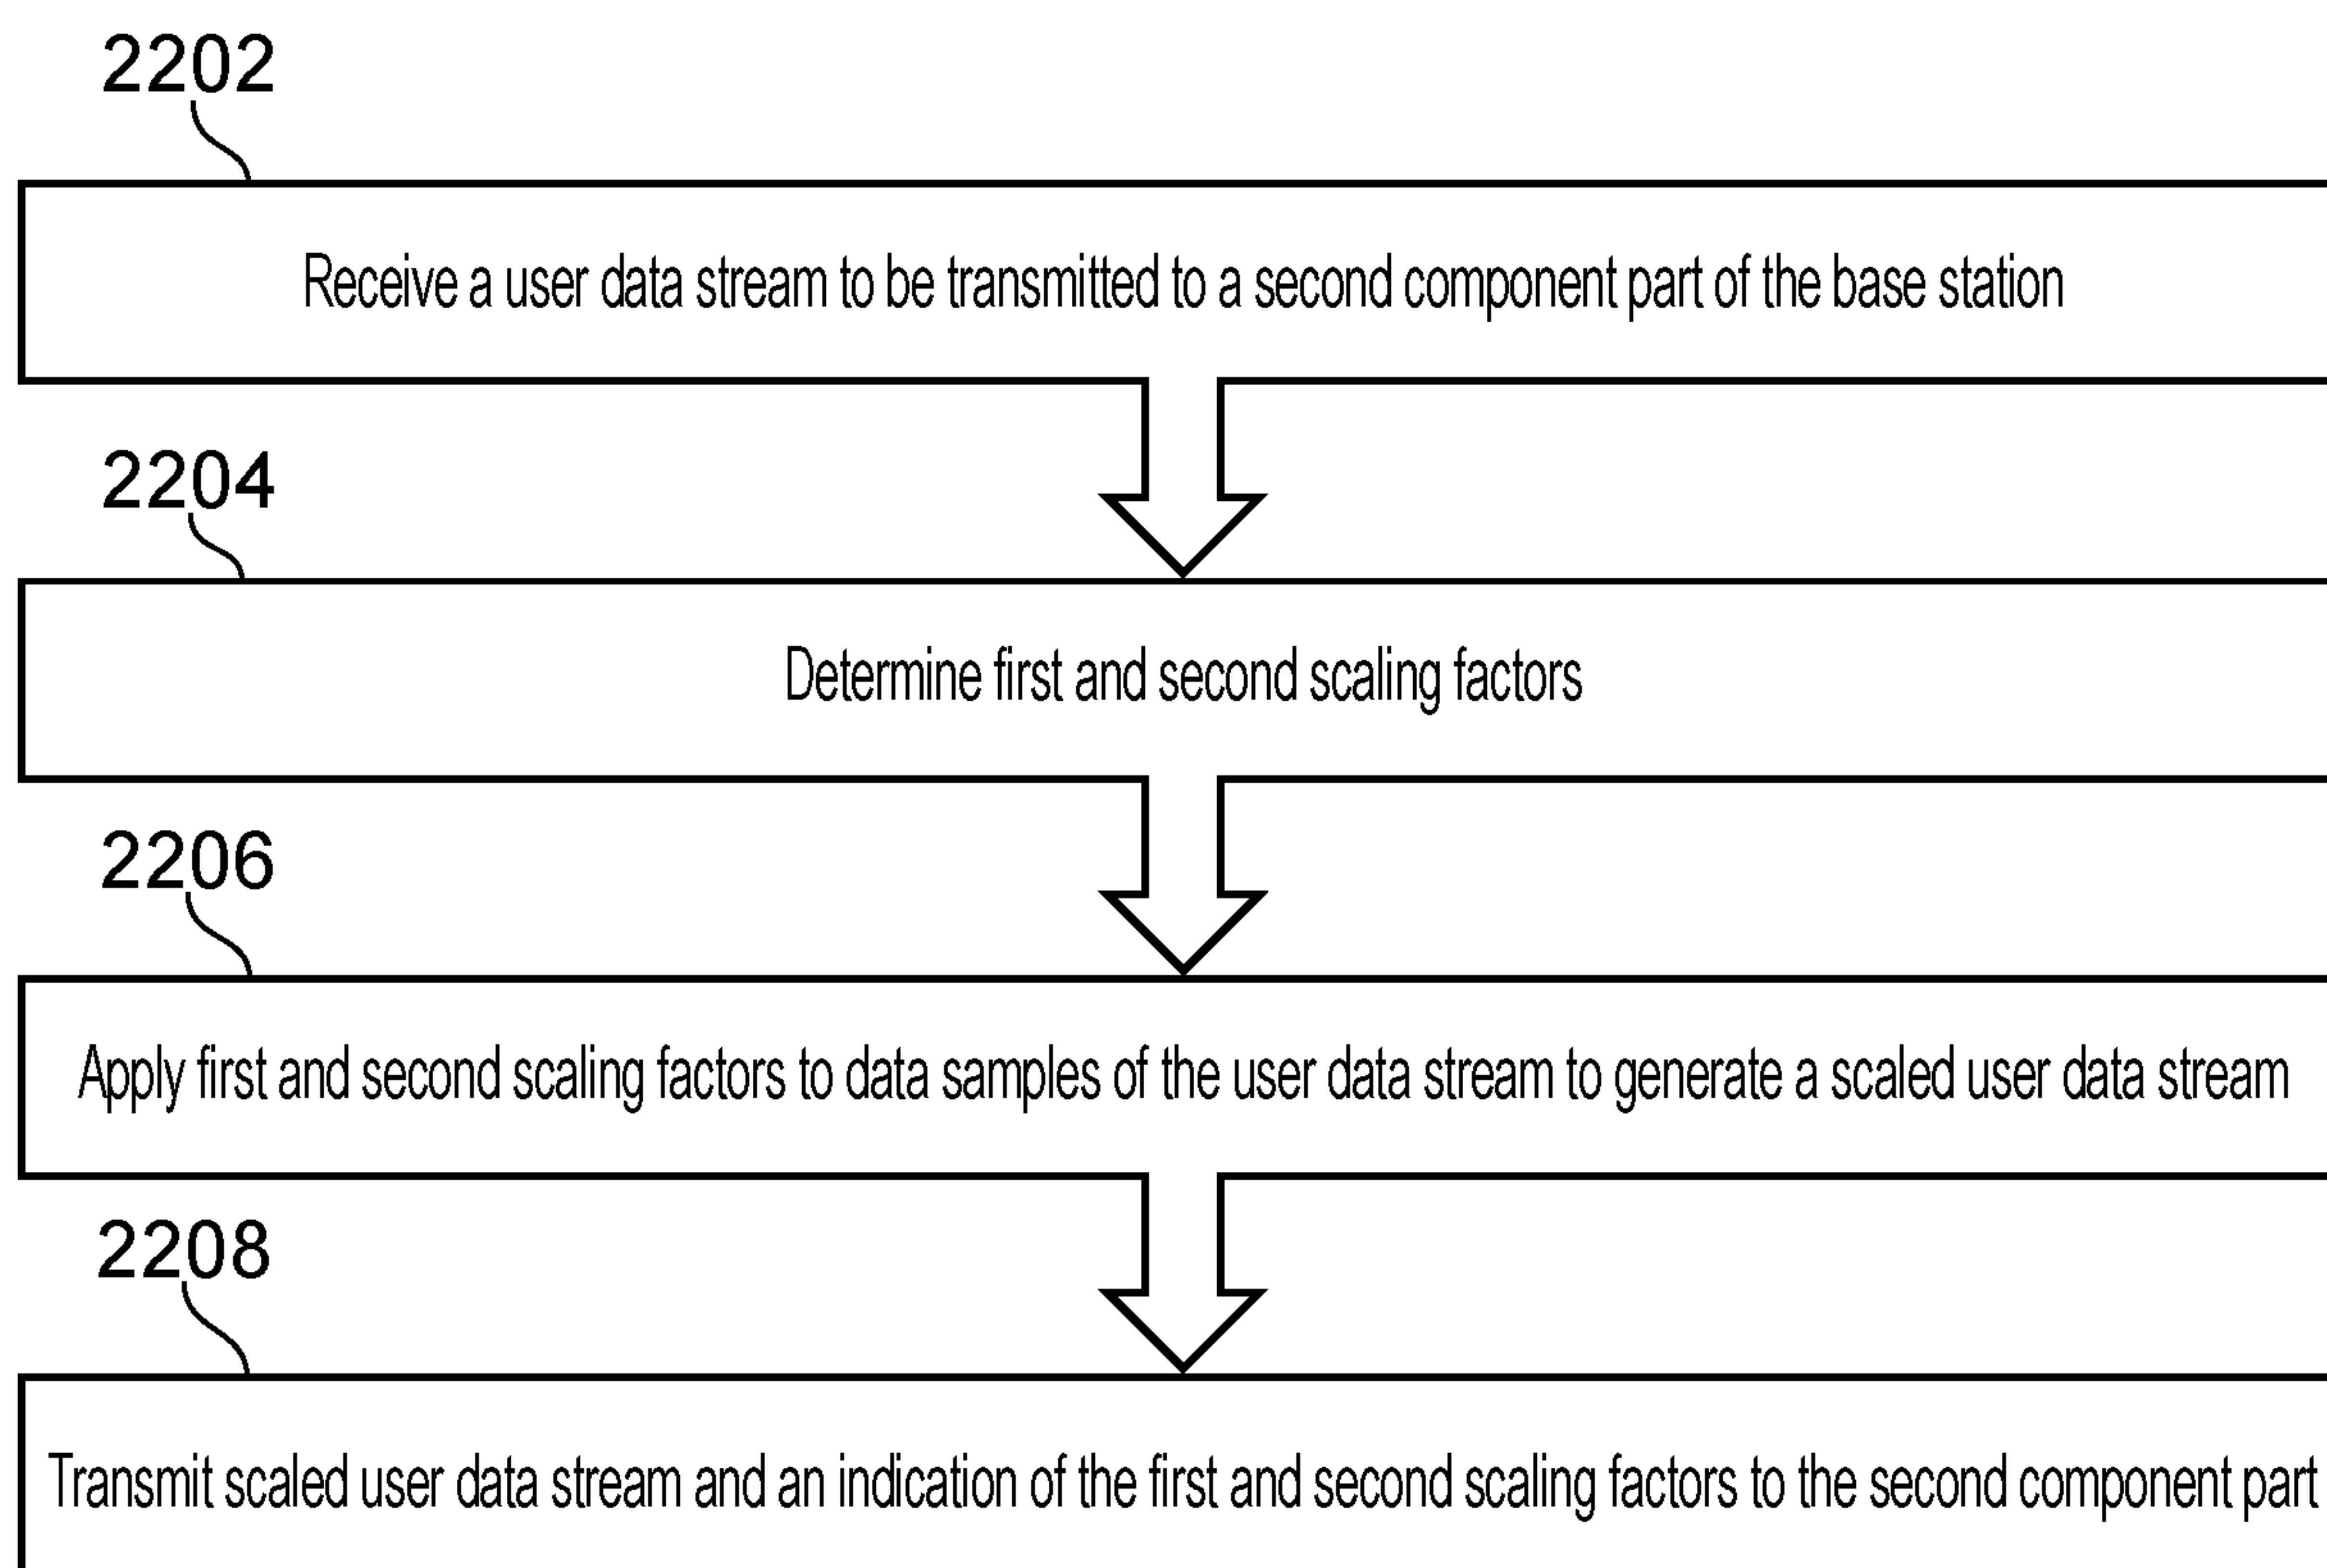 2202
Receive a user data stream to be transmitted to a second component part of the base station
2204
Determine first and second scaling factors
2206
Apply first and second scaling factors to data samples of the user data stream to generate a scaled user data stream
2208
Transmit scaled user data stream and an indication of the first and second scaling factors to the second component part